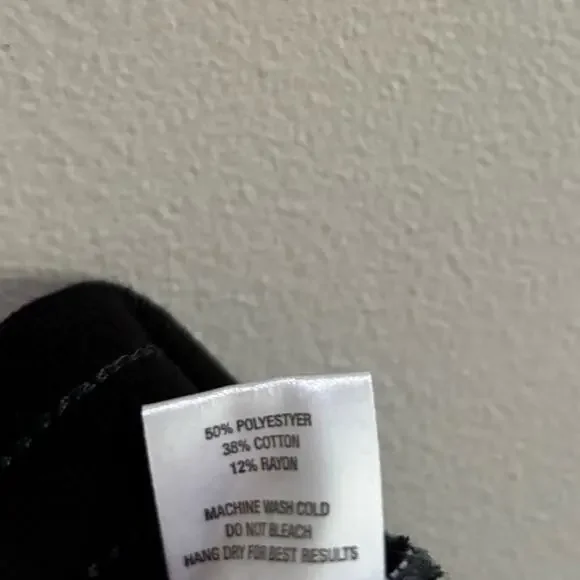 50% POLYESTYER
38% COTTON
12% RAYON
MACHINE WASH COLD
DO NOT BLEACH
HANG DRY FOR BEST RESULTS